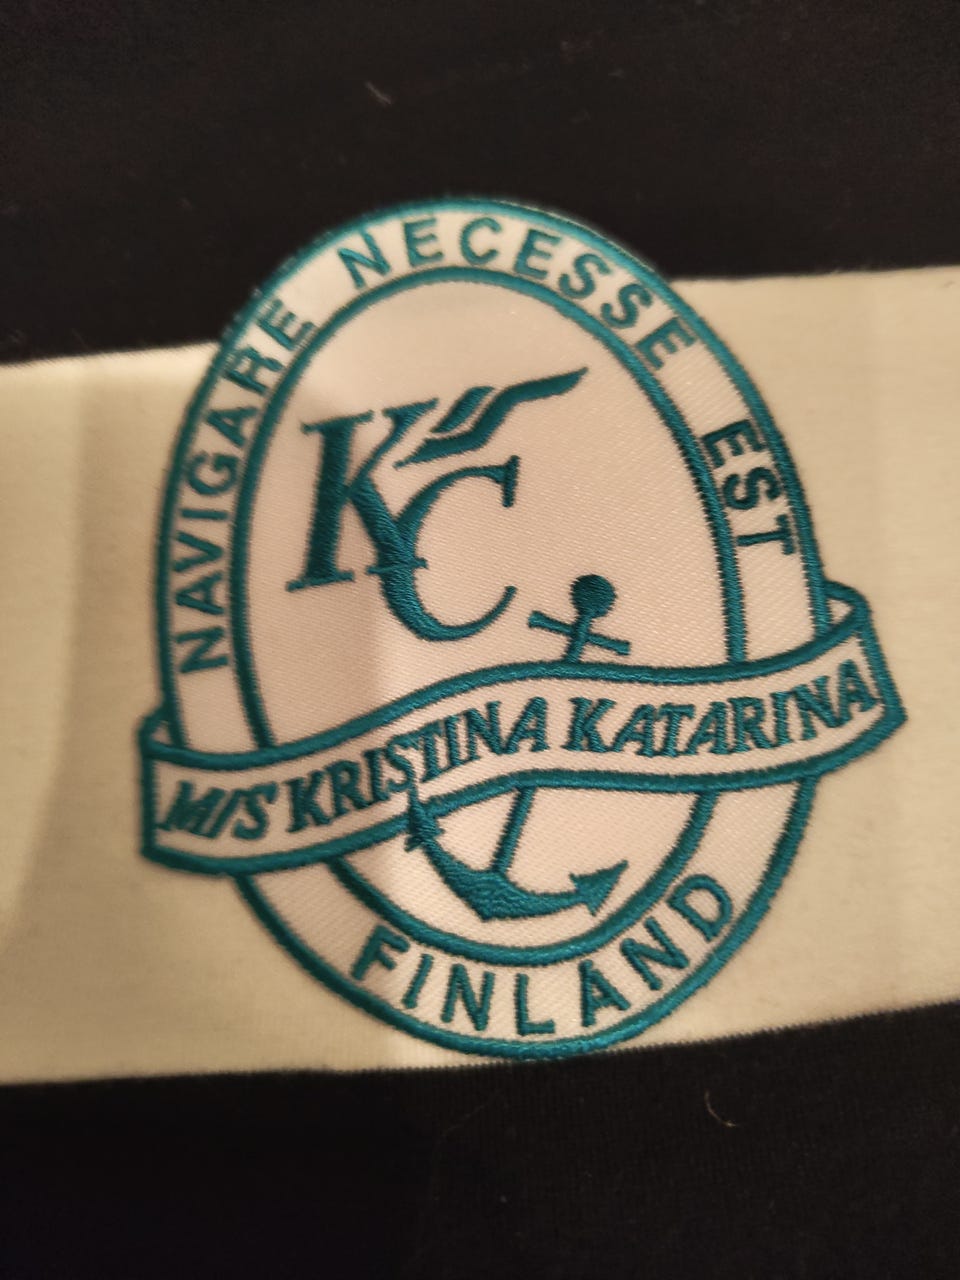 NAVIGARE NECESSE EST
KC
M/S KRISTINA KATARINA
FINLAND